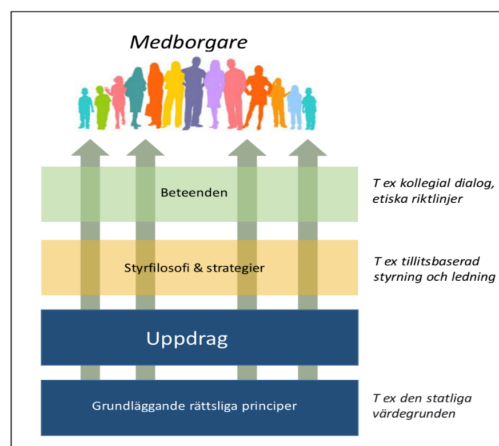 Medborgare
Beteenden
T ex kollegial dialog,
etiska riktlinjer
Styrfilosofi & strategier
T ex tillitsbaserad
styrning och ledning
Uppdrag
Grundläggande rättsliga principer
T ex den statliga
värdegrunden